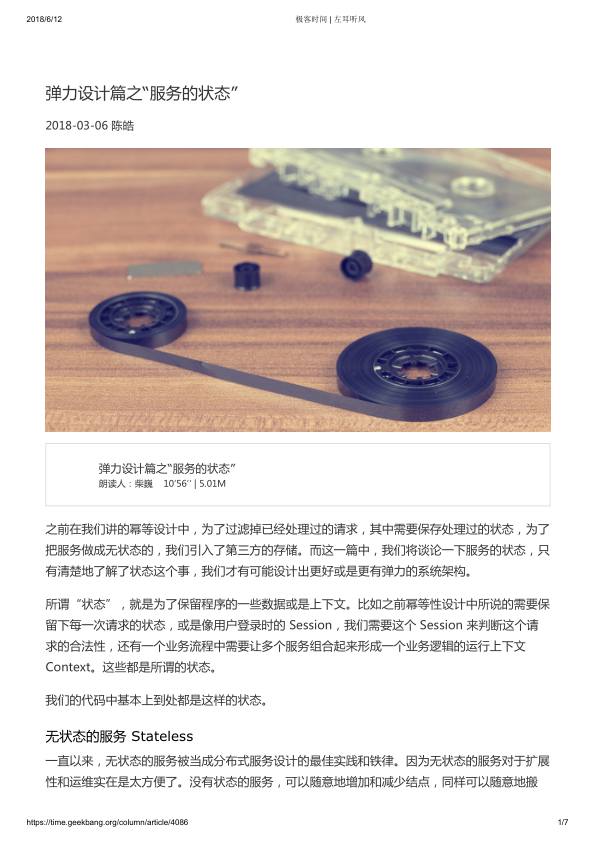 2018/6/12
极客时间 | 左耳听风
弹力设计篇之“服务的状态”
2018-03-06 陈皓
弹力设计篇之“服务的状态”
朗读人：柴巍 10′56′′ | 5.01M
之前在我们讲的幂等设计中，为了过滤掉已经处理过的请求，其中需要保存处理过的状态，为了
把服务做成无状态的，我们引入了第三方的存储。而这一篇中，我们将谈论一下服务的状态，只
有清楚地了解了状态这个事，我们才有可能设计出更好或是更有弹力的系统架构。
所谓“状态”，就是为了保留程序的一些数据或是上下文。比如之前幂等性设计中所说的需要保
留下每一次请求的状态，或是像用户登录时的 Session，我们需要这个 Session 来判断这个请
求的合法性，还有一个业务流程中需要让多个服务组合起来形成一个业务逻辑的运行上下文
Context。这些都是所谓的状态。
我们的代码中基本上到处都是这样的状态。
无状态的服务 Stateless
一直以来，无状态的服务被当成分布式服务设计的最佳实践和铁律。因为无状态的服务对于扩展
性和运维实在是太方便了。没有状态的服务，可以随意地增加和减少结点，同样可以随意地搬
https://time.geekbang.org/column/article/4086
1/7